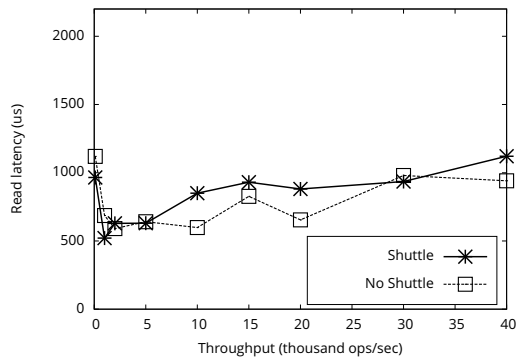 2000
1500
1000
500
0
Read latency (us)
Shuttle
No Shuttle
0 5 10 15 20 25 30 35 40
Throughput (thousand ops/sec)